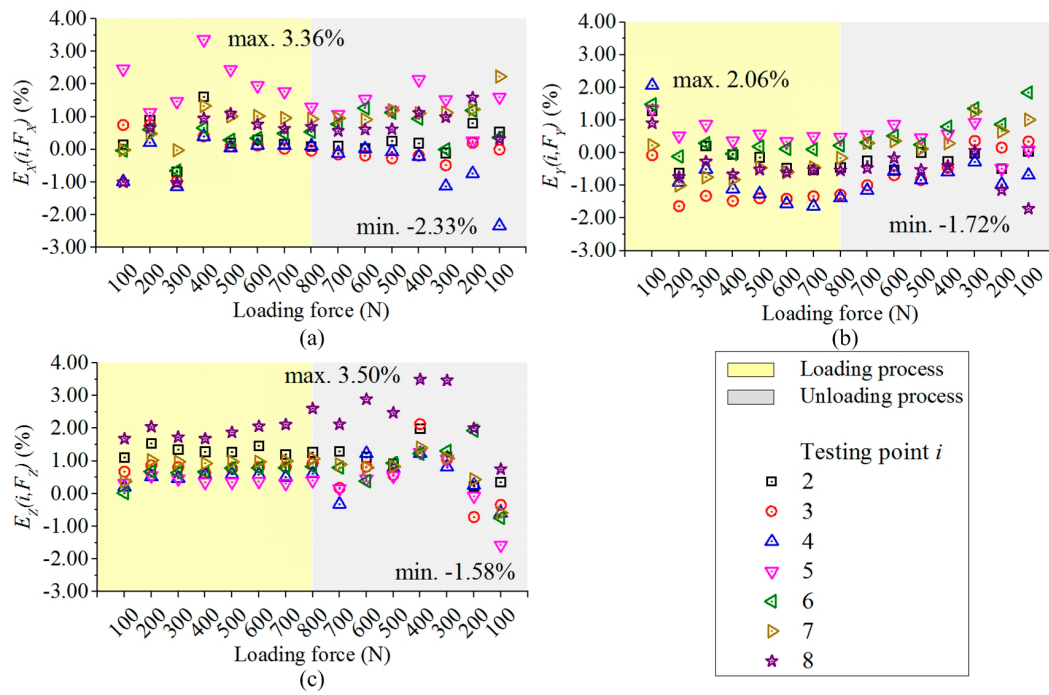 4.00
3.00
2.00
1.00
0.00
-1.00
-2.00
-3.00
E_X(i,F_X) (%)
max. 3.36%
min. -2.33%
100 200 300 400 500 600 700 800 700 600 500 400 300 200 100
Loading force (N)
(a)
4.00
3.00
2.00
1.00
0.00
-1.00
-2.00
-3.00
E_Y(i,F_Y) (%)
max. 2.06%
min. -1.72%
100 200 300 400 500 600 700 800 700 600 500 400 300 200 100
Loading force (N)
(b)
4.00
3.00
2.00
1.00
0.00
-1.00
-2.00
-3.00
E_Z(i,F_Z) (%)
max. 3.50%
min. -1.58%
100 200 300 400 500 600 700 800 700 600 500 400 300 200 100
Loading force (N)
(c)
Loading process
Unloading process
Testing point i
2
3
4
5
6
7
8